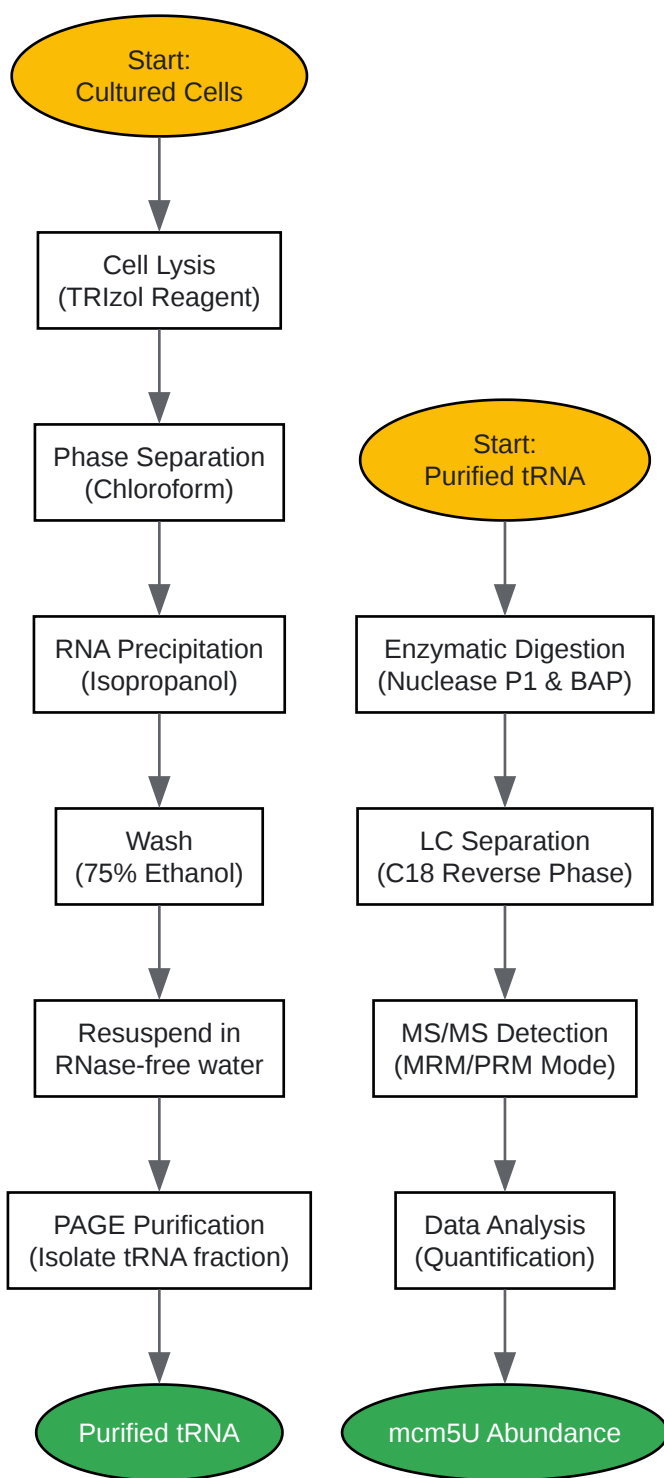 Start:
Cultured Cells
Cell Lysis
(TRIzol Reagent)
Phase Separation
(Chloroform)
RNA Precipitation
(Isopropanol)
Wash
(75% Ethanol)
Resuspend in
RNase-free water
PAGE Purification
(Isolate tRNA fraction)
Purified tRNA
Start:
Purified tRNA
Enzymatic Digestion
(Nuclease P1 & BAP)
LC Separation
(C18 Reverse Phase)
MS/MS Detection
(MRM/PRM Mode)
Data Analysis
(Quantification)
mcm5U Abundance